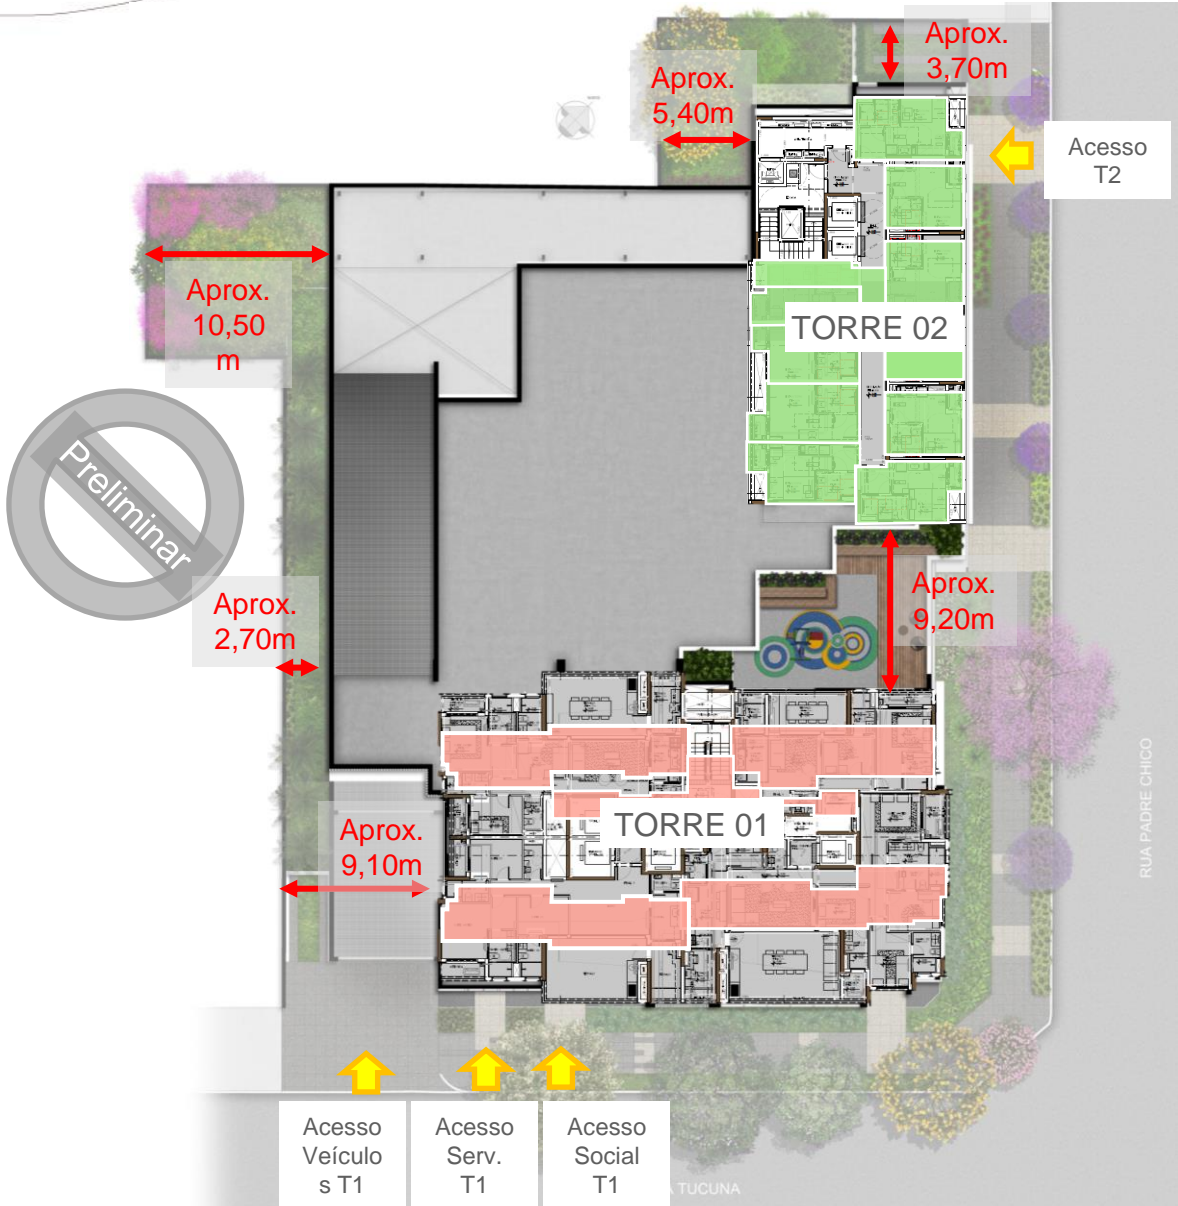 Aprox.
3,70m
Aprox.
5,40m
Acesso
T2
Aprox.
10,50
m
TORRE 02
Preliminar
Aprox.
2,70m
Aprox.
9,20m
RUA PADRE CHICO
TORRE 01
Aprox.
9,10m
Acesso
Veículo
s T1
Acesso
Serv.
T1
Acesso
Social
T1
TUCUNA